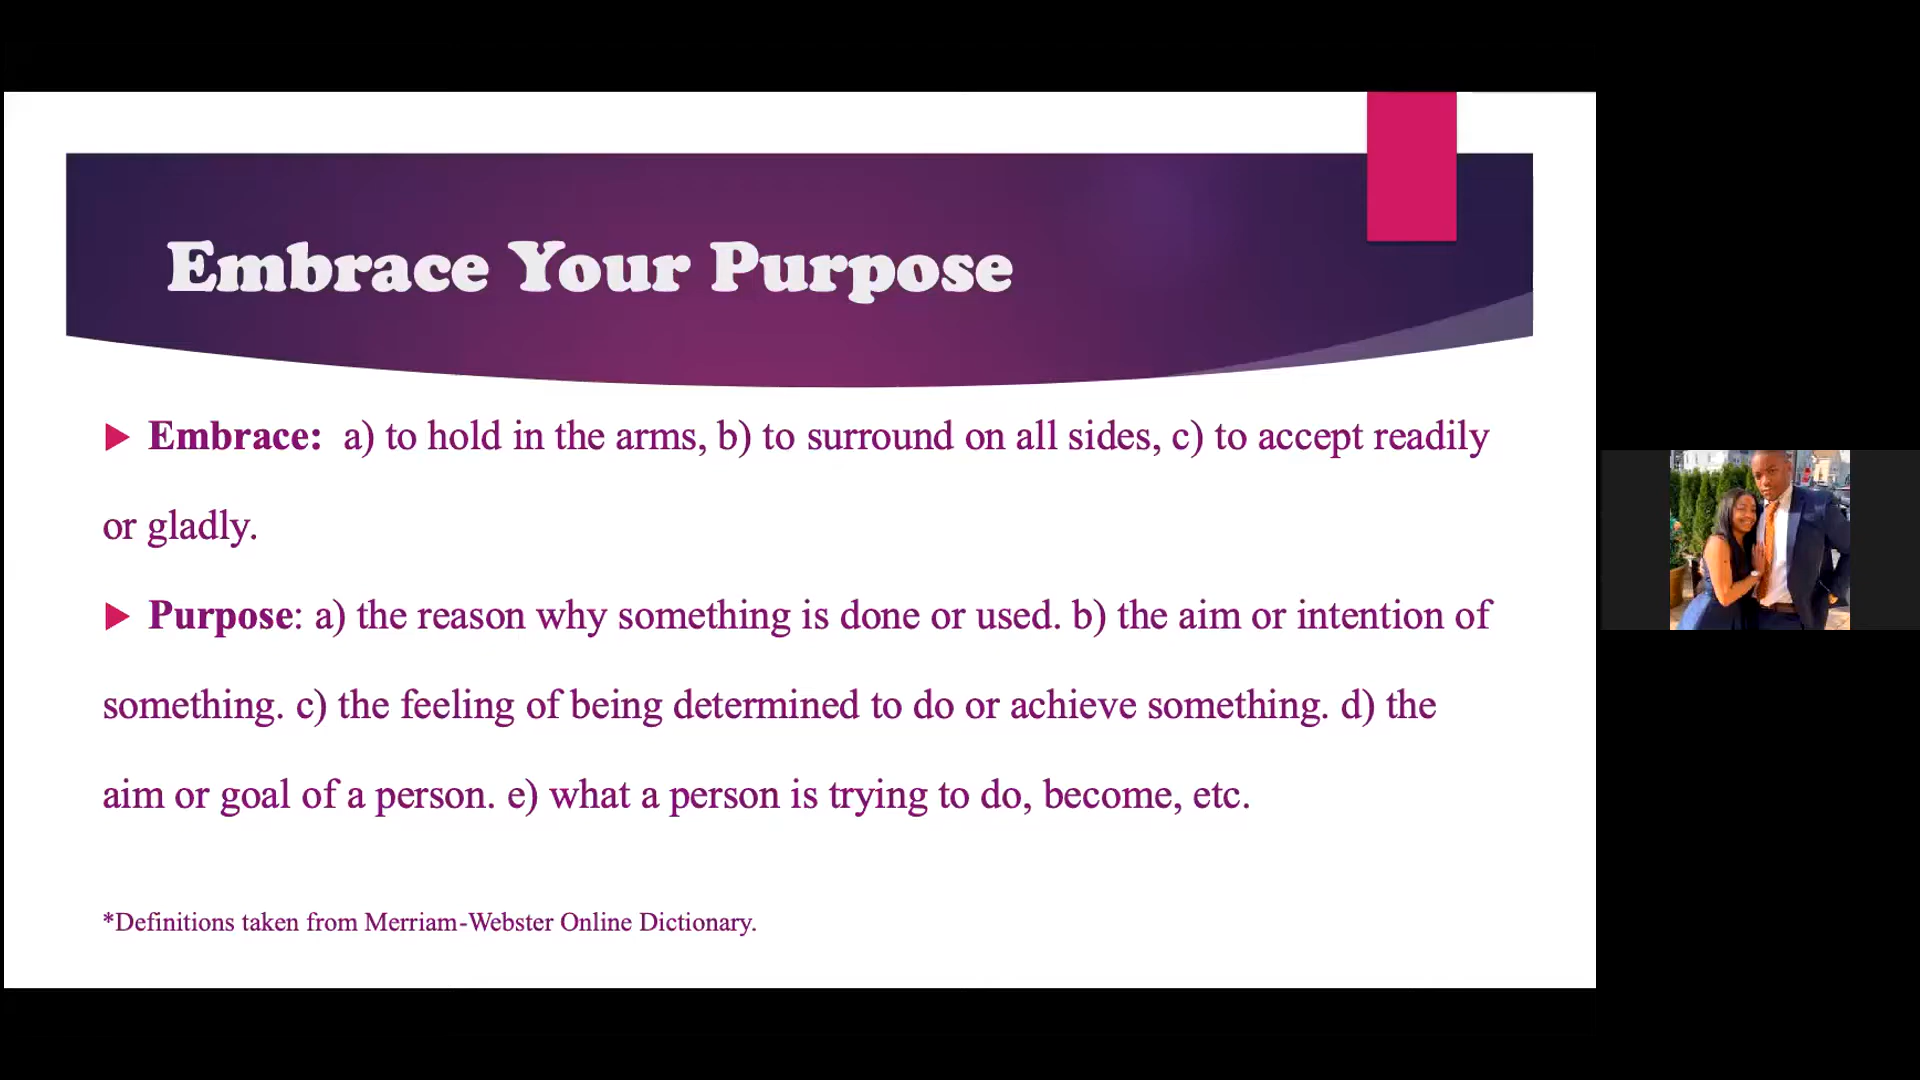 Embrace Your Purpose
Embrace:  a) to hold in the arms, b) to surround on all sides, c) to accept readily
or gladly.
Purpose: a) the reason why something is done or used. b) the aim or intention of
something. c) the feeling of being determined to do or achieve something. d) the
aim or goal of a person. e) what a person is trying to do, become, etc.
*Definitions taken from Merriam-Webster Online Dictionary.